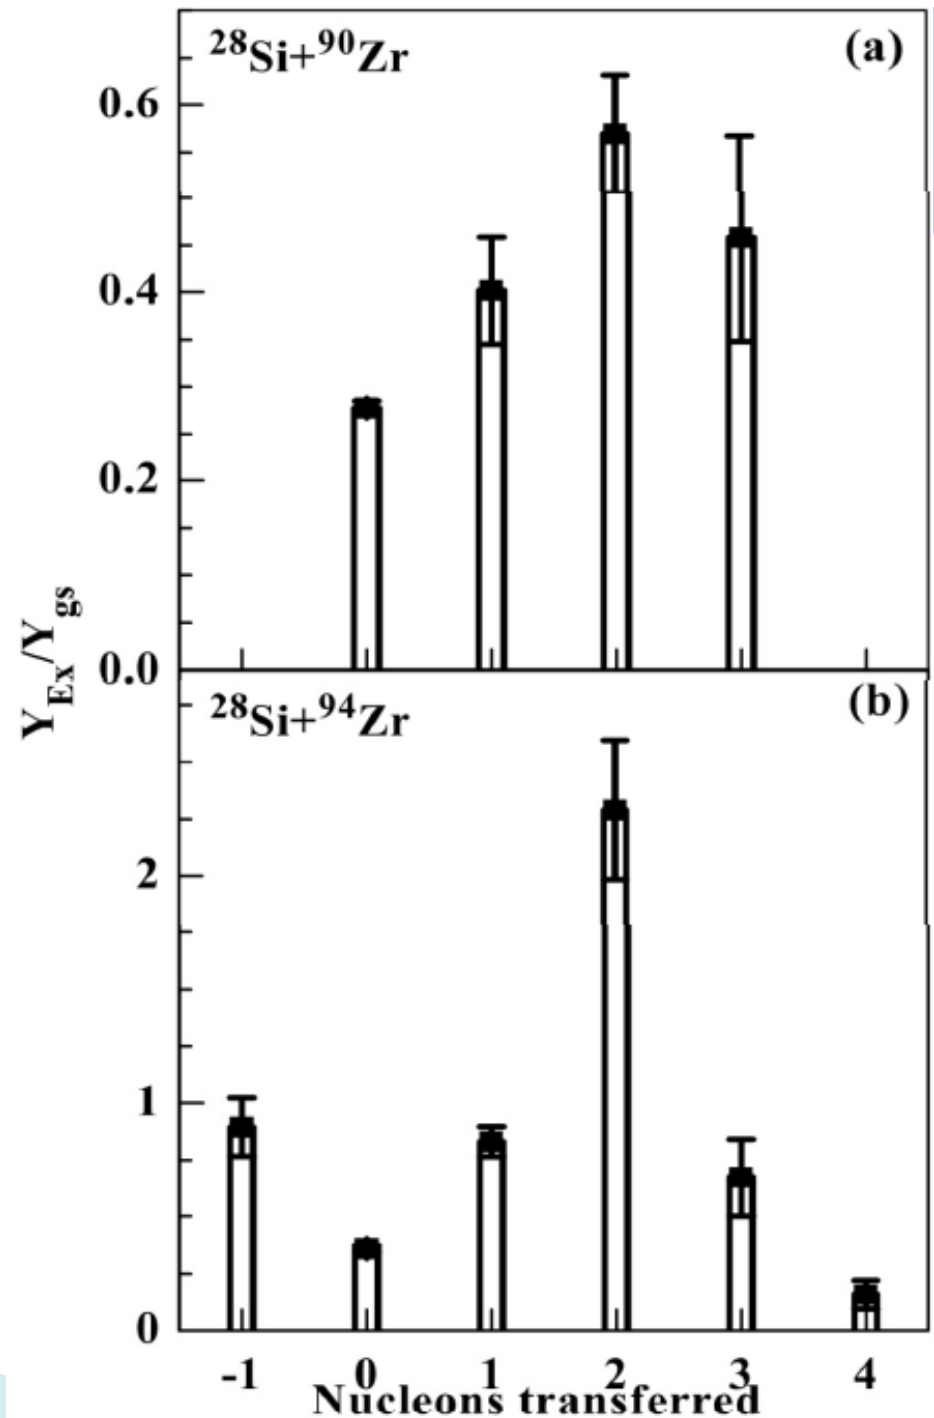 ²⁸Si+⁹⁰Zr
(a)
0.6
0.4
0.2
0.0
Y_Ex/Y_gs
²⁸Si+⁹⁴Zr
(b)
2
1
0
-1 0 1 2 3 4
Nucleons transferred